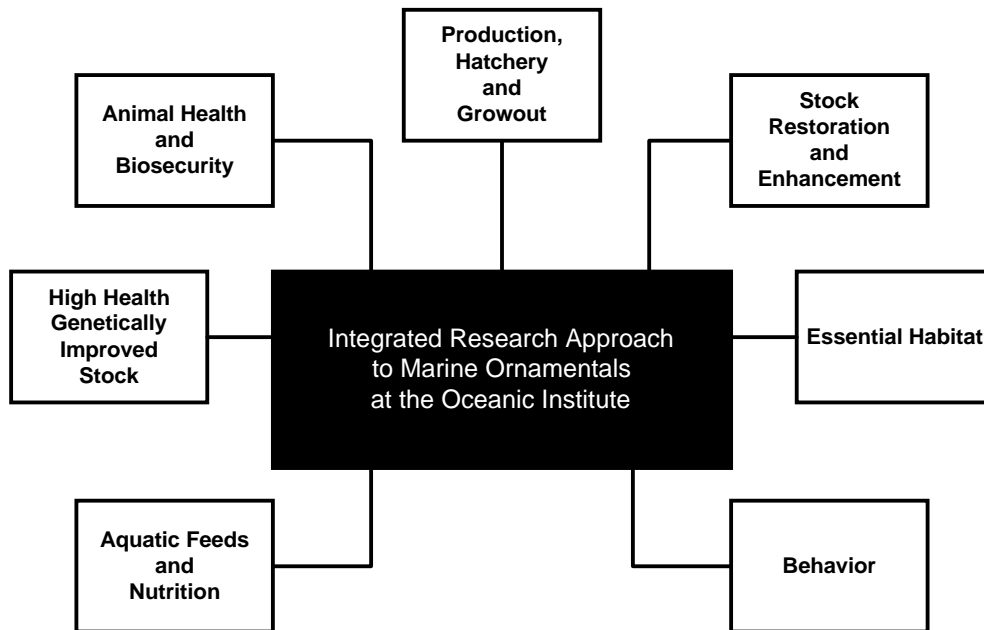 Production,
Hatchery
and
Growout
Animal Health
and
Biosecurity
Stock
Restoration
and
Enhancement
High Health
Genetically
Improved
Stock
Integrated Research Approach
to Marine Ornamentals
at the Oceanic Institute
Essential Habitat
Aquatic Feeds
and
Nutrition
Behavior